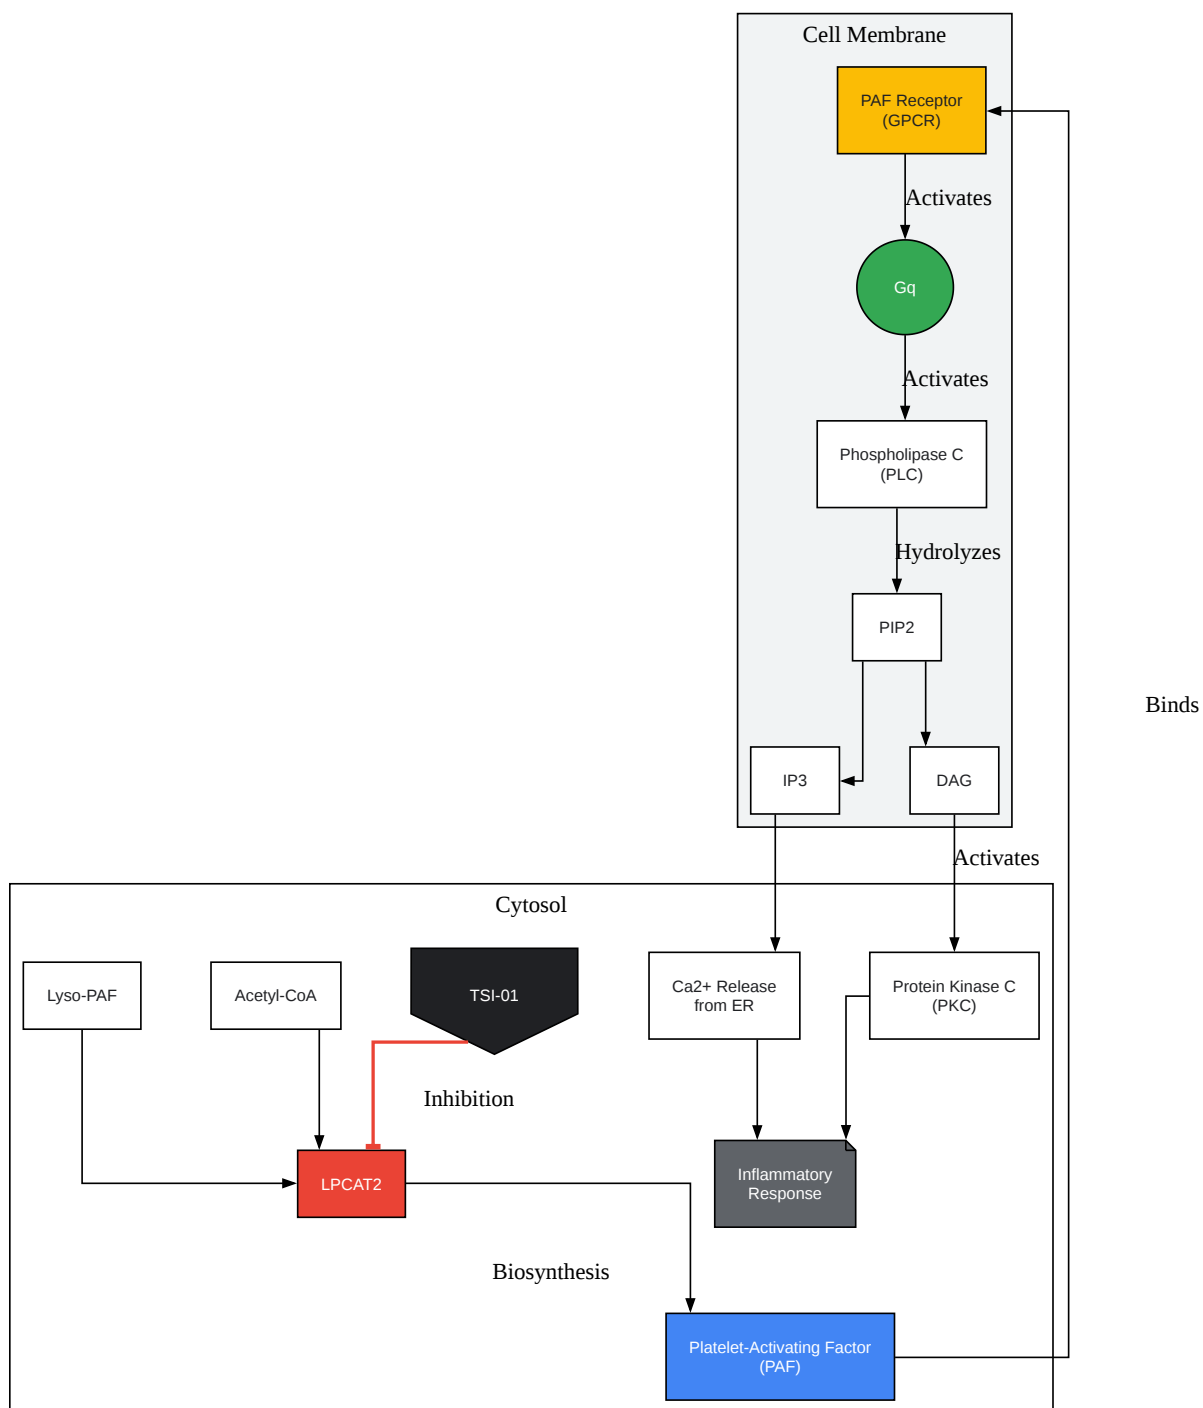 Cell Membrane
PAF Receptor
(GPCR)
Activates
Gq
Activates
Phospholipase C
(PLC)
Hydrolyzes
PIP2
Binds
IP3
DAG
Activates
Cytosol
Lyso-PAF
Acetyl-CoA
TSI-01
Ca2+ Release
from ER
Protein Kinase C
(PKC)
Inhibition
LPCAT2
Inflammatory
Response
Biosynthesis
Platelet-Activating Factor
(PAF)